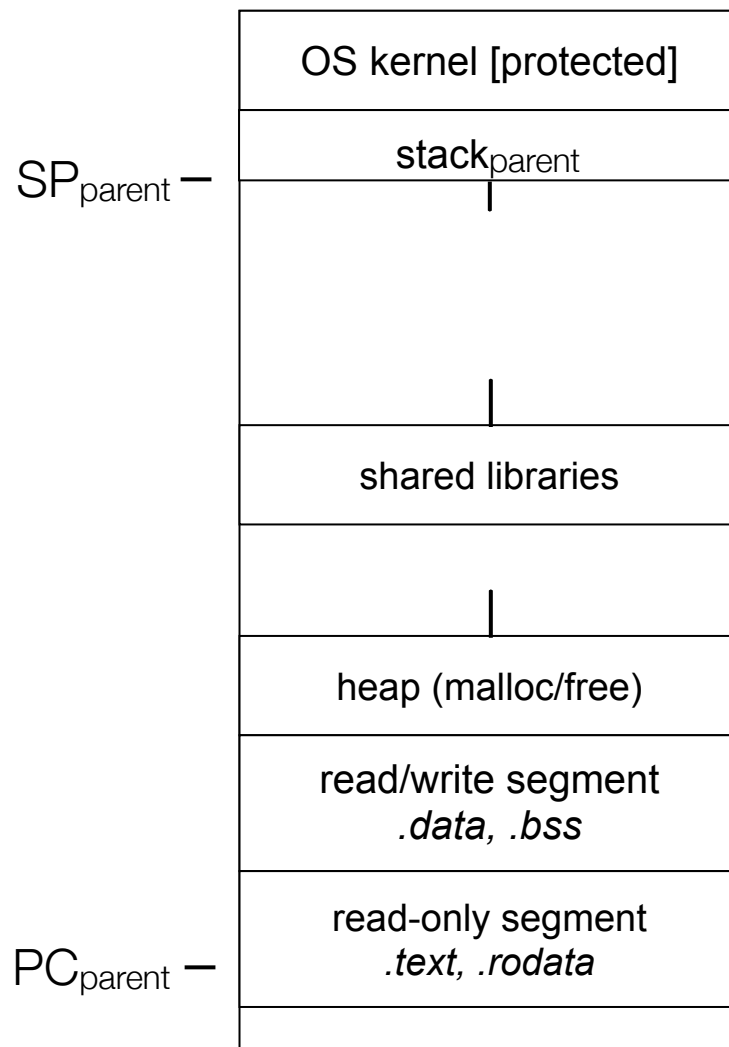 OS kernel [protected]
stackparent
SPparent
shared libraries
heap (malloc/free)
read/write segment
.data, .bss
read-only segment
.text, .rodata
PCparent